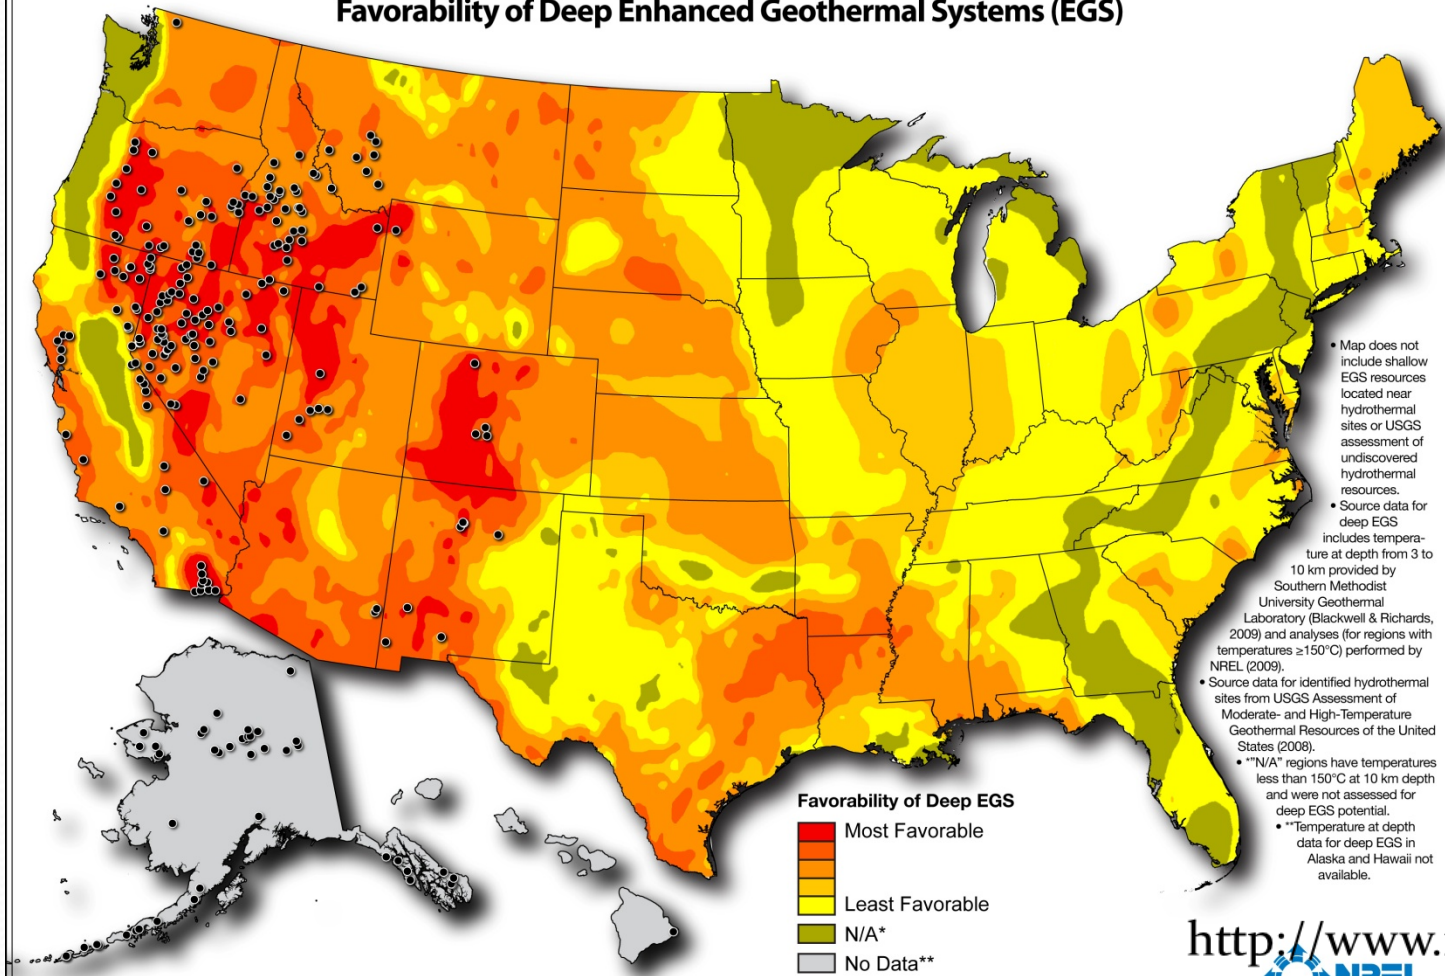 Favorability of Deep Enhanced Geothermal Systems (EGS)
• Map does not
include shallow
EGS resources
located near
hydrothermal
sites or USGS
assessment of
undiscovered
hydrothermal
resources.
• Source data for
deep EGS
includes tempera-
ture at depth from 3 to
10 km provided by
Southern Methodist
University Geothermal
Laboratory (Blackwell & Richards,
2009) and analyses (for regions with
temperatures ≥150°C) performed by
NREL (2009).
• Source data for identified hydrothermal
sites from USGS Assessment of
Moderate- and High-Temperature
Geothermal Resources of the United
States (2008).
• *"N/A" regions have temperatures
less than 150°C at 10 km depth
and were not assessed for
deep EGS potential.
• **Temperature at depth
data for deep EGS in
Alaska and Hawaii not
available.
Favorability of Deep EGS
Most Favorable
Least Favorable
N/A*
No Data**
http://www.
NREL